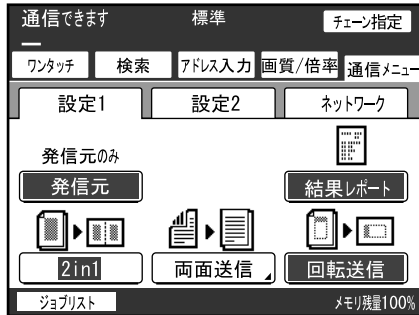 通信できます 標準 チェーン指定
ワンタッチ 検索 アドレス入力 画質/倍率 通信メニュー
設定1 設定2 ネットワーク
発信元のみ
発信元 結果レポート
2in1 両面送信 回転送信
ジョブリスト メモリ残量100%